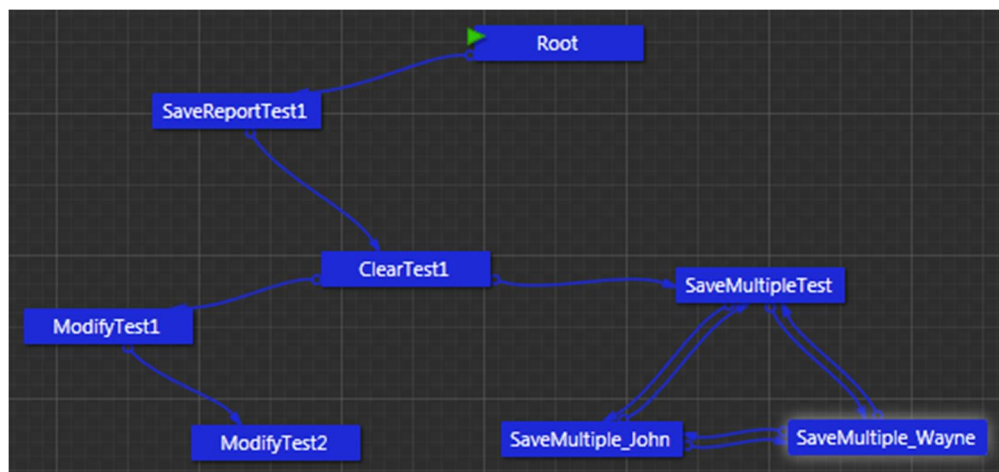 Root
SaveReportTest1
ClearTest1
SaveMultipleTest
ModifyTest1
ModifyTest2
SaveMultiple_John
SaveMultiple_Wayne